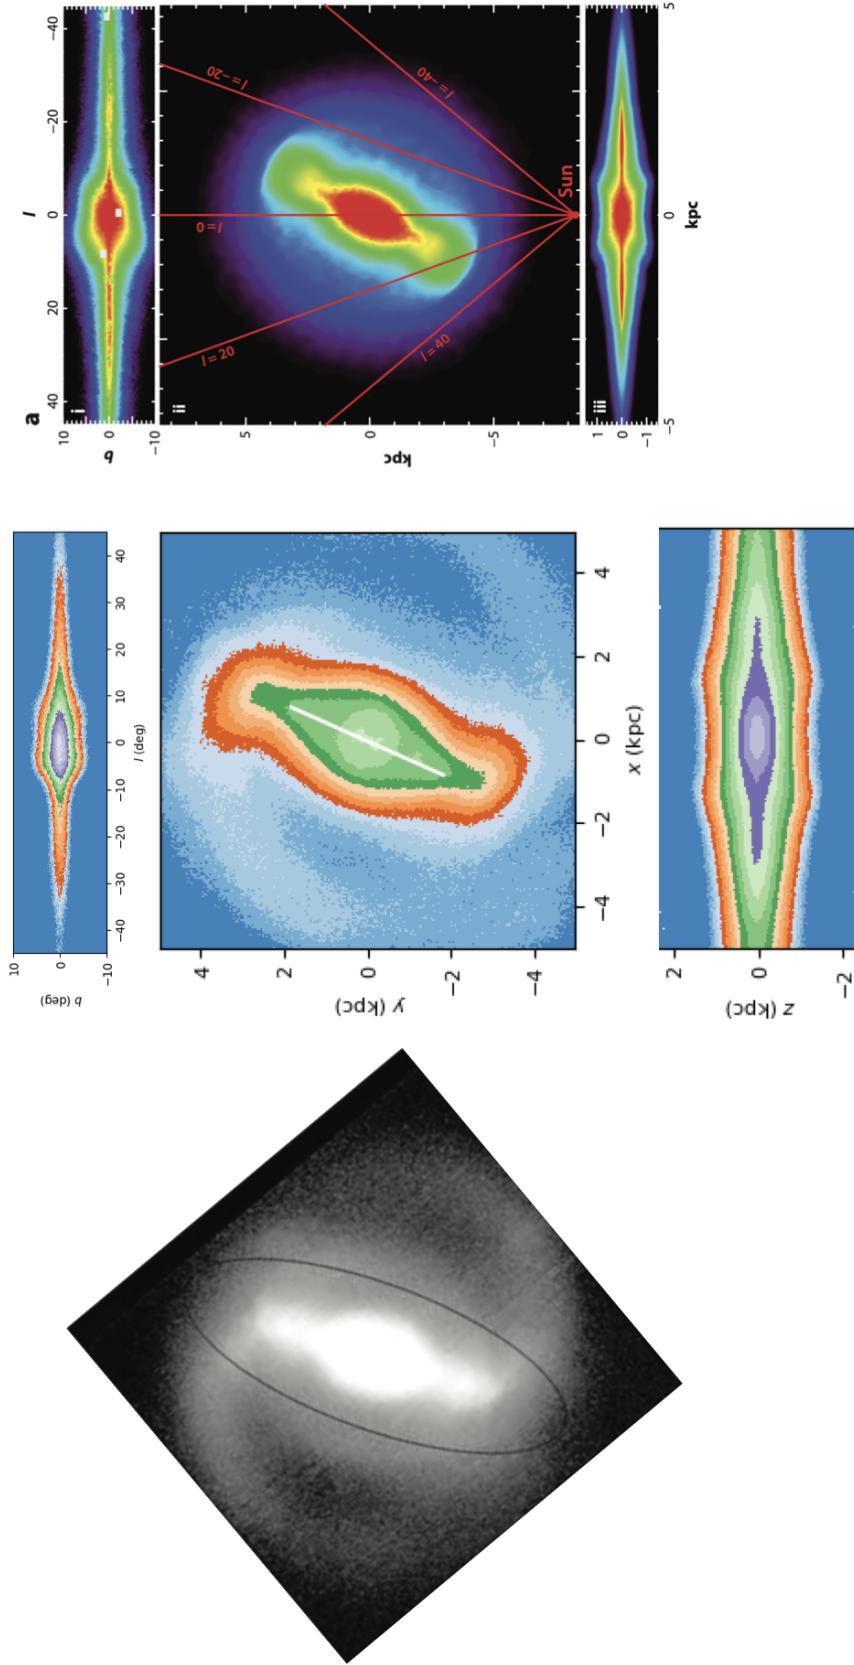 a
l
40 20 0 −20 −40
10
0
−10
b
i
ii
l = 20
l = 0
l = −20
l = 40
l = −40
Sun
5
0
−5
kpc
iii
1
0
−1
−5 0 5
kpc
10
0
−10
b (deg)
−40 −30 −20 −10 0 10 20 30 40
l (deg)
4
2
0
−2
−4
y (kpc)
−4 −2 0 2 4
x (kpc)
2
0
−2
z (kpc)